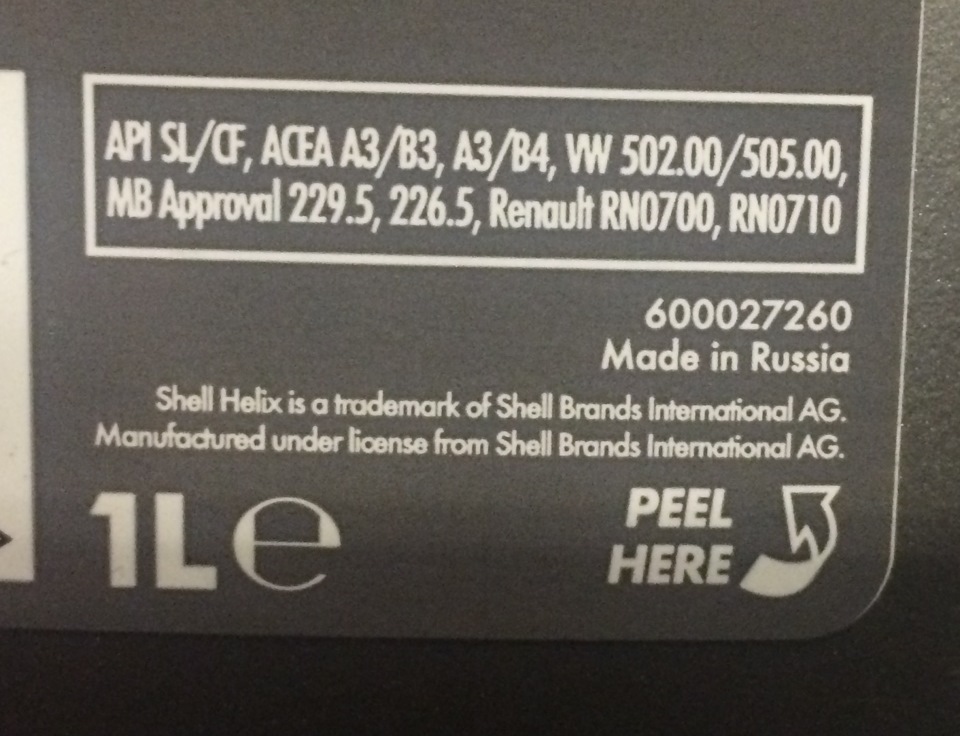 API SL/CF, ACEA A3/B3, A3/B4, VW 502.00/505.00,
MB Approval 229.5, 226.5, Renault RN0700, RN0710
600027260
Made in Russia
Shell Helix is a trademark of Shell Brands International AG.
Manufactured under license from Shell Brands International AG.
1L e
PEEL
HERE